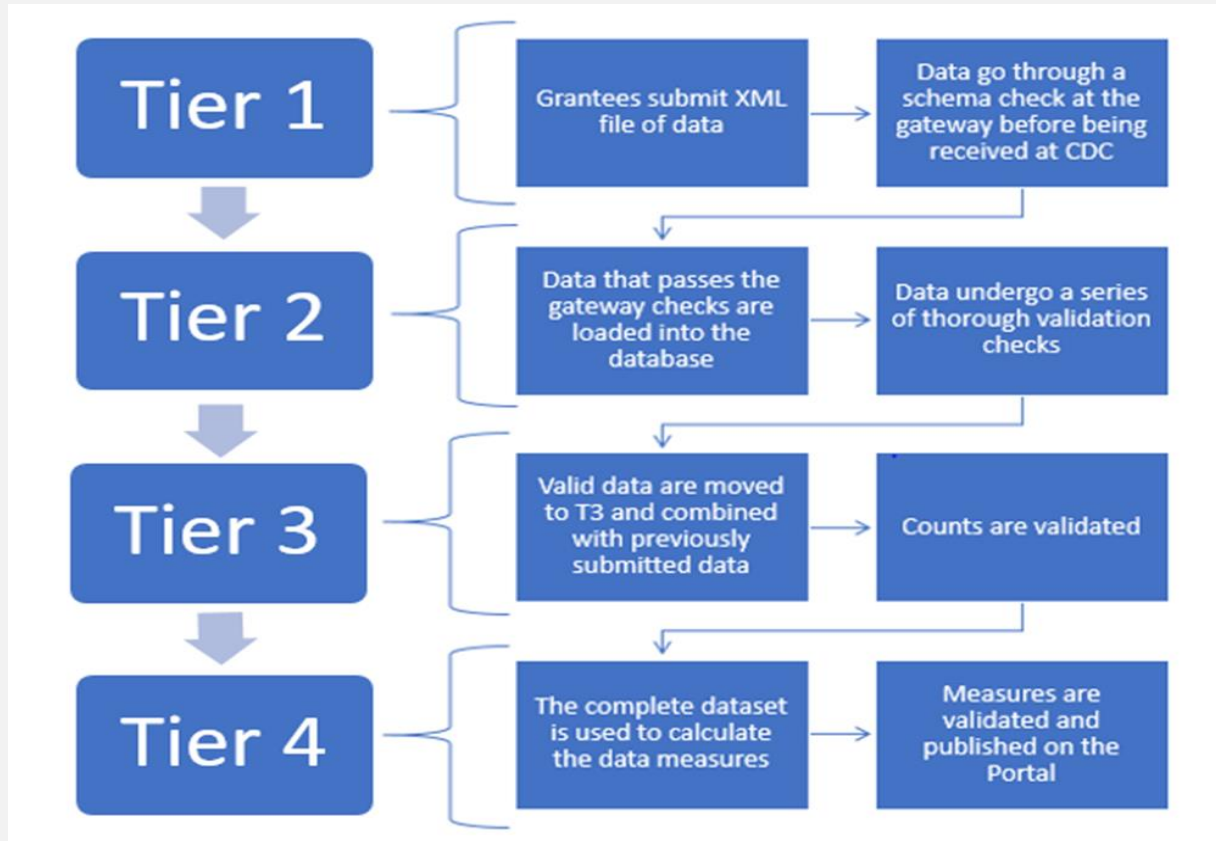 Tier 1
Grantees submit XML
file of data
Data go through a
schema check at the
gateway before being
received at CDC
Tier 2
Data that passes the
gateway checks are
loaded into the
database
Data undergo a series
of thorough validation
checks
Tier 3
Valid data are moved
to T3 and combined
with previously
submitted data
Counts are validated
Tier 4
The complete dataset
is used to calculate
the data measures
Measures are
validated and
published on the
Portal